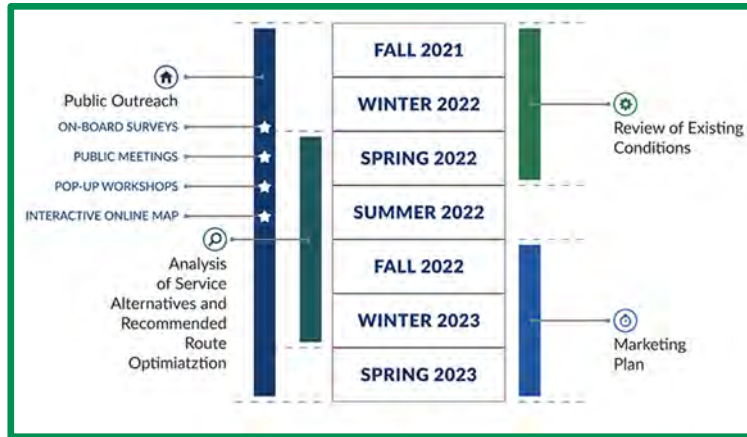 Public Outreach
ON-BOARD SURVEYS
PUBLIC MEETINGS
POP-UP WORKSHOPS
INTERACTIVE ONLINE MAP
Analysis
of Service
Alternatives and
Recommended
Route
Optimiatztion
FALL 2021
WINTER 2022
SPRING 2022
SUMMER 2022
FALL 2022
WINTER 2023
SPRING 2023
Review of Existing
Conditions
Marketing
Plan